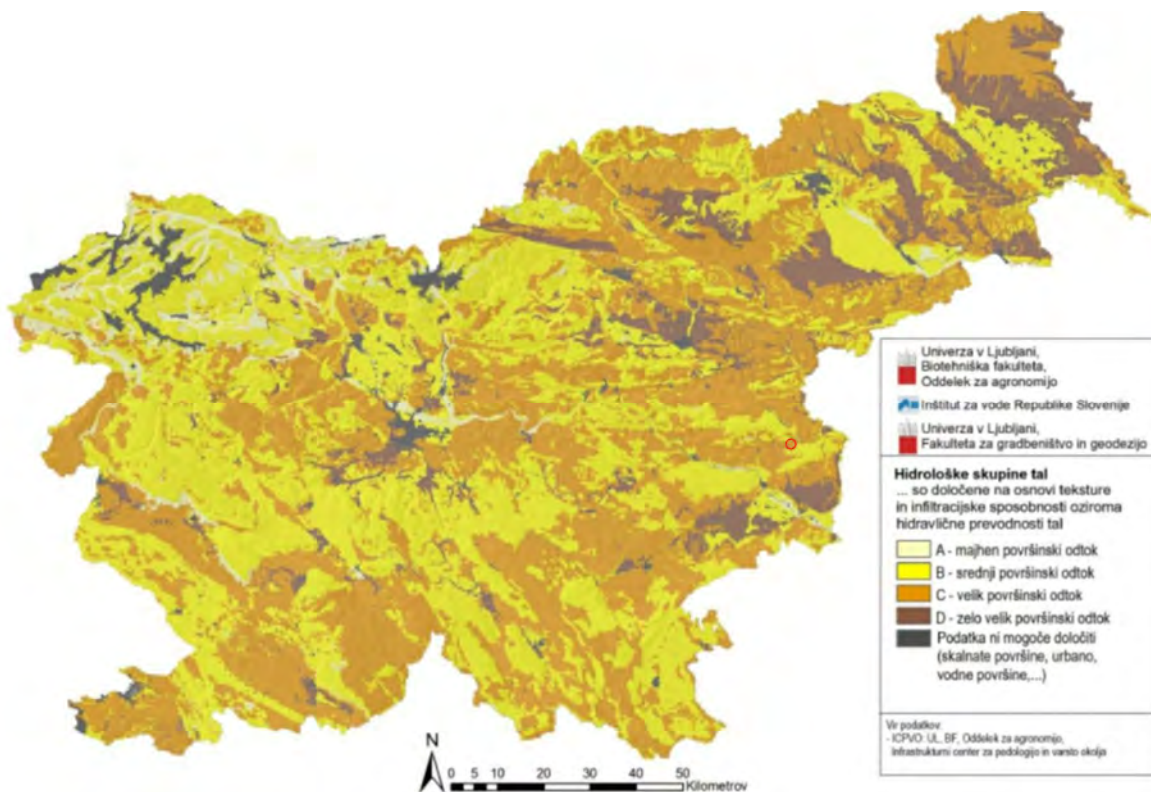 Univerza v Ljubljani,
Biotehniška fakulteta,
Oddelek za agronomijo
Inštitut za vode Republike Slovenije
Univerza v Ljubljani,
Fakulteta za gradbeništvo in geodezijo
Hidrološke skupine tal
... so določene na osnovi teksture
in infiltracijske sposobnosti oziroma
hidravlične prevodnosti tal
A - majhen površinski odtok
B - srednji površinski odtok
C - velik površinski odtok
D - zelo velik površinski odtok
Podatka ni mogoče določiti
(skalnate površine, urbano,
vodne površine,...)
Vir podatkov:
- ICPVO: UL, BF, Oddelek za agronomijo,
Infrastrukturni center za pedologijo in varstvo okolja
N
0 5 10 20 30 40 50
Kilometrov